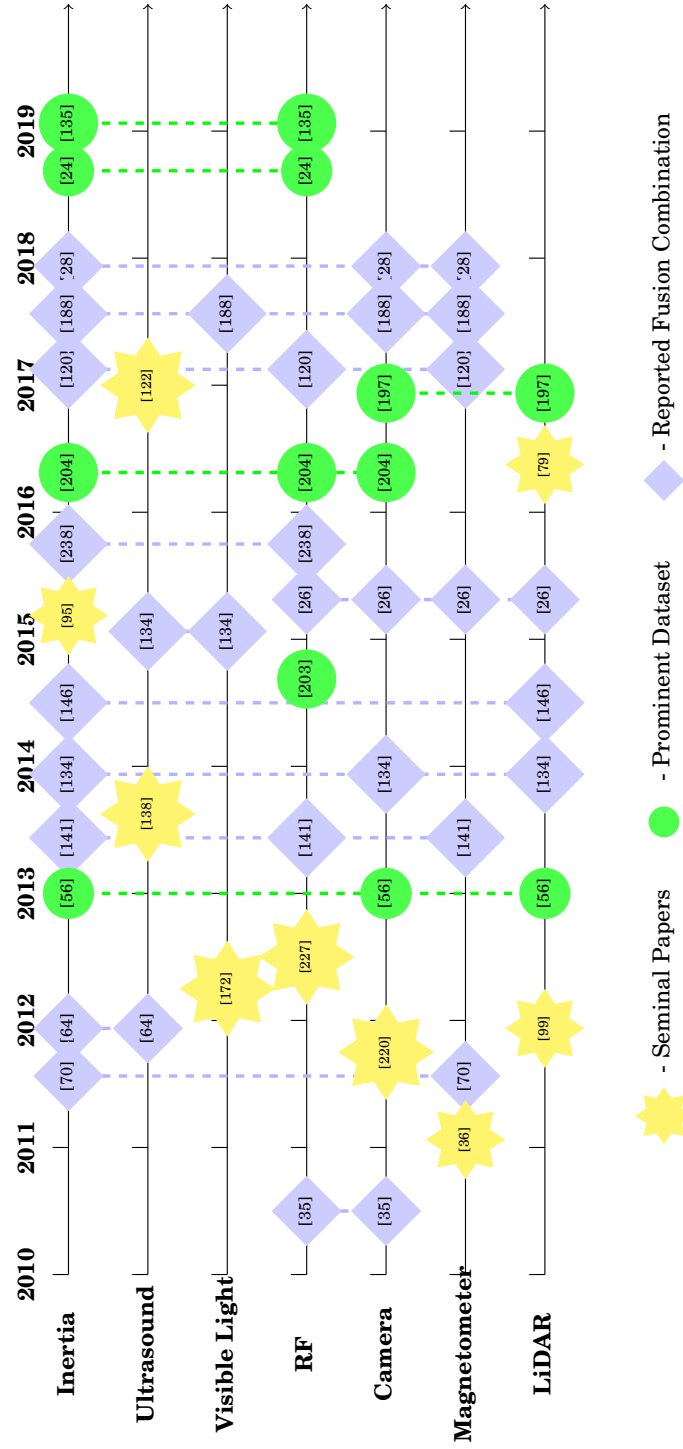 2010 2011 2012 2013 2014 2015 2016 2017 2018 2019
Inertia [70] [64] [56] [141] [134] [146] [95] [238] [204] [120] [188] [24] [135]
Ultrasound [64] [138] [134] [122]
Visible Light [172] [134] [188]
RF [35] [227] [141] [203] [26] [238] [204] [120] [24] [135]
Camera [35] [220] [56] [134] [26] [204] [197] [188]
Magnetometer [36] [70] [141] [26] [120] [188]
LiDAR [99] [56] [134] [146] [26] [79] [197]
- Seminal Papers - Prominent Dataset - Reported Fusion Combination